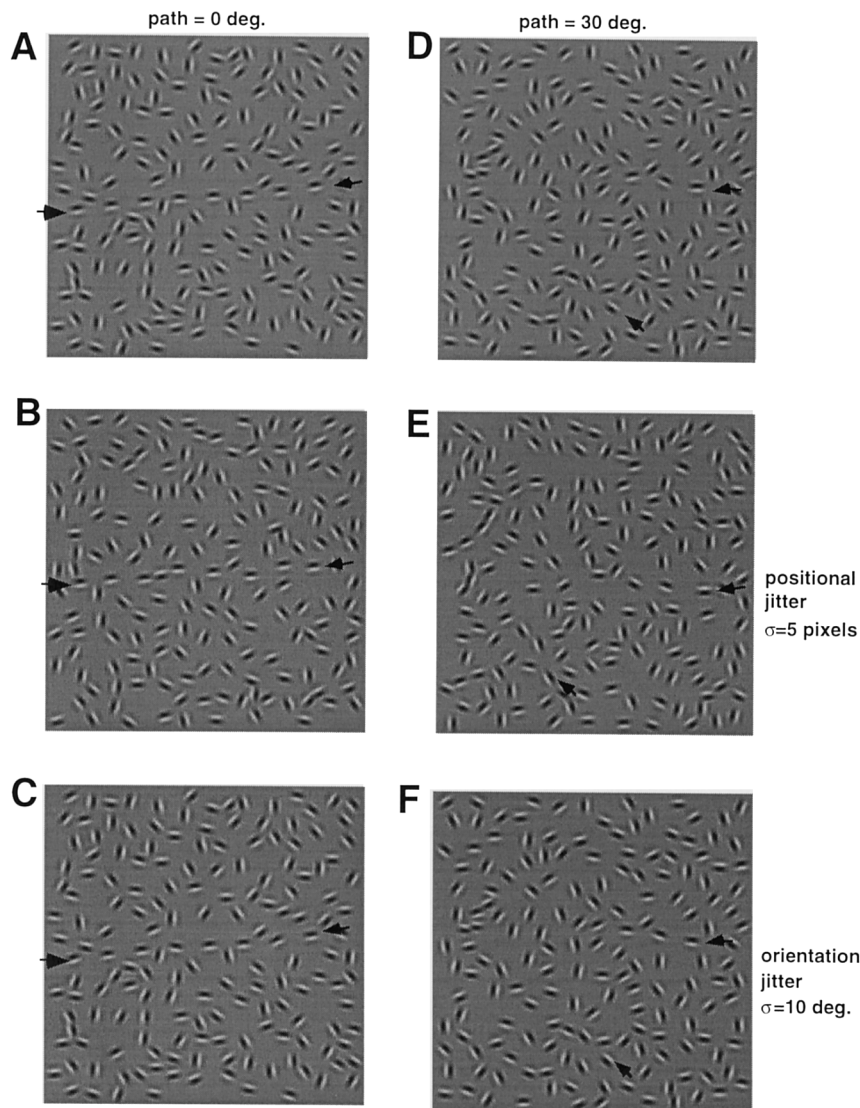 path = 0 deg.
path = 30 deg.
A
D
B
E
positional
jitter
σ=5 pixels
C
F
orientation
jitter
σ=10 deg.